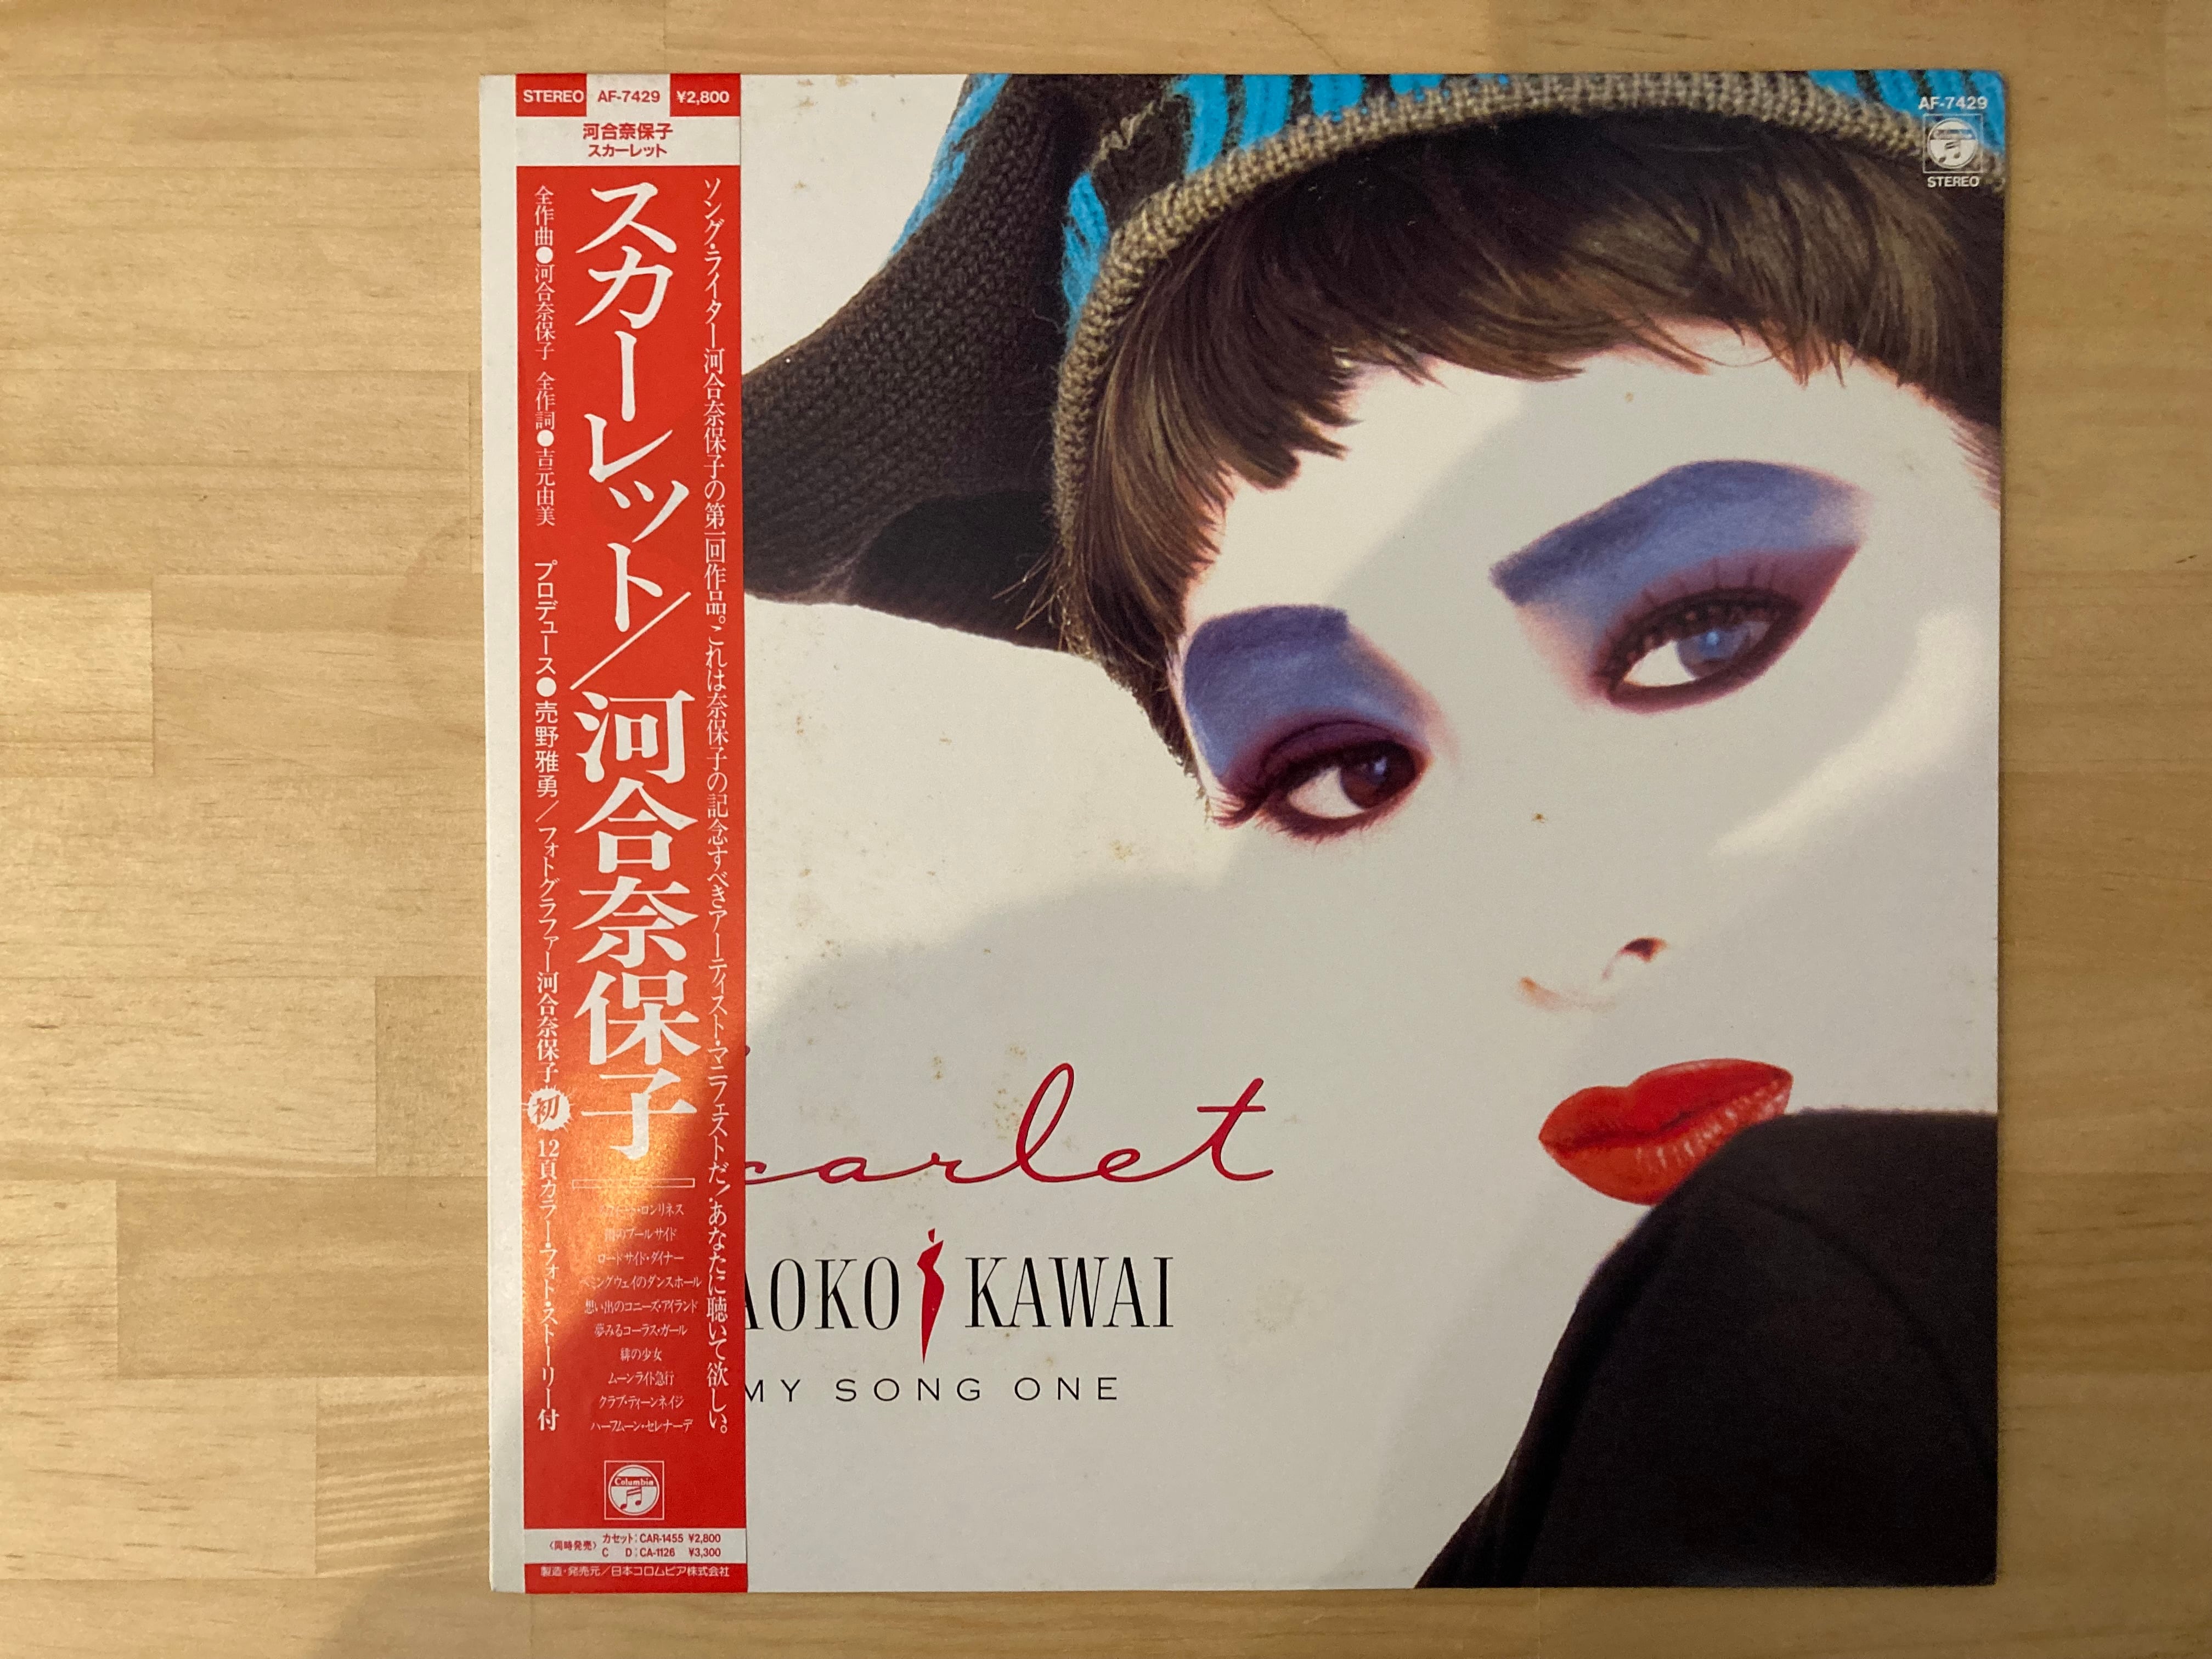 STEREO AF-7429 ¥2,800
河合奈保子
スカーレット
ソング・ライター河合奈保子の第一回作品。これは奈保子の記念すべきアーティスト・マニフェストだ!あなたに聴いて欲しい。
スカーレット/河合奈保子
全作曲●河合奈保子 全作詞●吉元由美 プロデュース●売野雅勇/フォトグラファー河合奈保子 初 12頁カラー・フォト・ストーリー付
ロンリネス
プールサイド
ロードサイド・ダイナー
ヘミングウェイのダンスホール
想い出のコニーズ・アイランド
夢みるコーラス・ガール
緋の少女
ムーンライト急行
クラブ・ティーンネイジ
ハーフムーン・セレナーデ
Columbia
〈同時発売〉 カセット:CAR-1455 ¥2,800
C D:CA-1126 ¥3,300
製造・発売元/日本コロムビア株式会社
AF-7429
Columbia
STEREO
carlet
AOKO KAWAI
MY SONG ONE